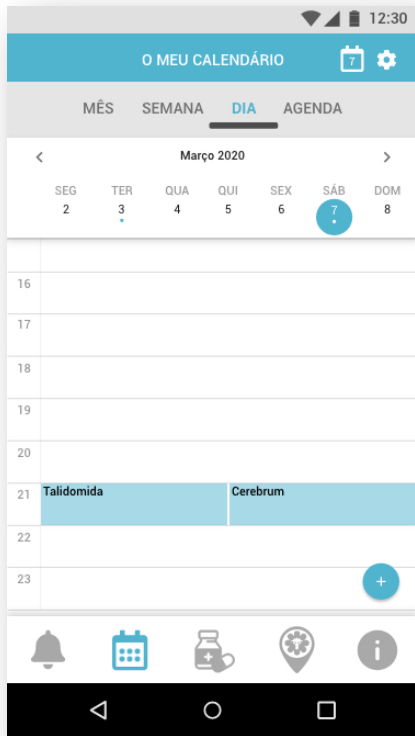 12:30
O MEU CALENDÁRIO
7
MÊS SEMANA DIA AGENDA
Março 2020
SEG TER QUA QUI SEX SÁB DOM
2 3 4 5 6 7 8
16
17
18
19
20
21 Talidomida Cerebrum
22
23
+
i